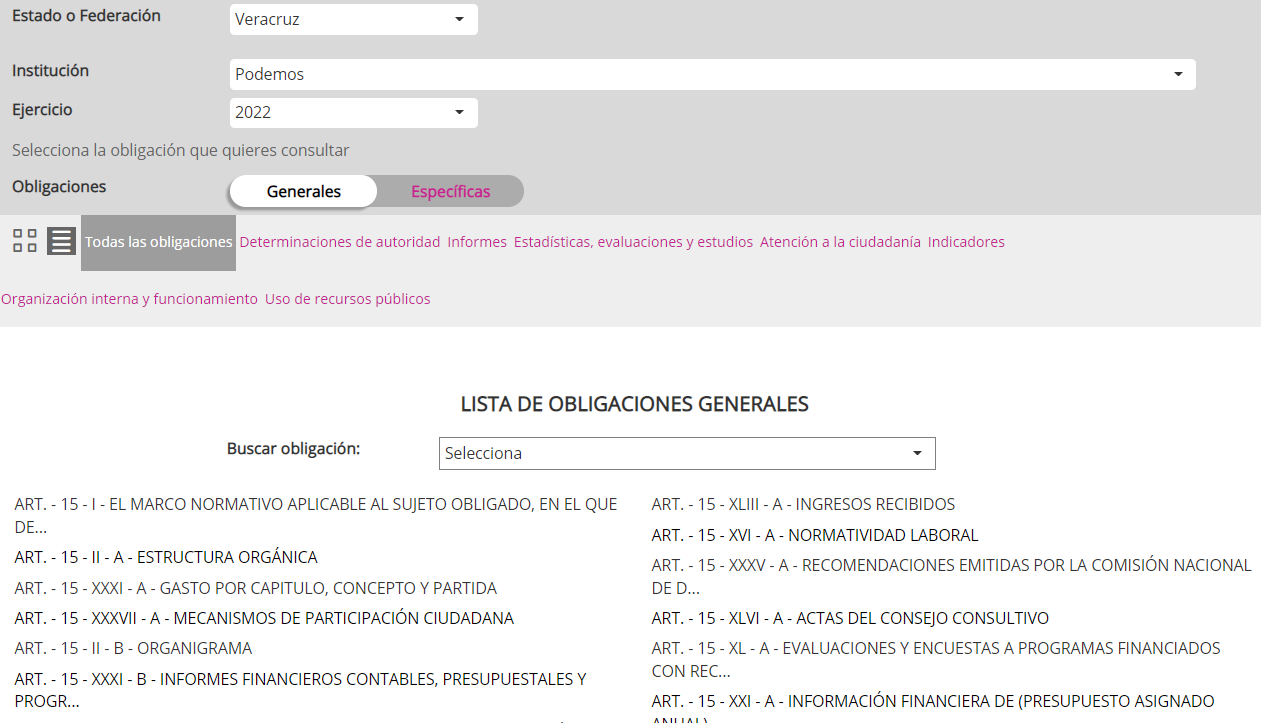 Estado o Federación
Veracruz
Institución
Podemos
Ejercicio
2022
Selecciona la obligación que quieres consultar
Obligaciones
Generales
Específicas
Todas las obligaciones
Determinaciones de autoridad
Informes
Estadísticas, evaluaciones y estudios
Atención a la ciudadanía
Indicadores
Organización interna y funcionamiento
Uso de recursos públicos
LISTA DE OBLIGACIONES GENERALES
Buscar obligación:
Selecciona
ART. - 15 - I - EL MARCO NORMATIVO APLICABLE AL SUJETO OBLIGADO, EN EL QUE
DE...
ART. - 15 - II - A - ESTRUCTURA ORGÁNICA
ART. - 15 - XXXI - A - GASTO POR CAPITULO, CONCEPTO Y PARTIDA
ART. - 15 - XXXVII - A - MECANISMOS DE PARTICIPACIÓN CIUDADANA
ART. - 15 - II - B - ORGANIGRAMA
ART. - 15 - XXXI - B - INFORMES FINANCIEROS CONTABLES, PRESUPUESTALES Y
PROGR...
ART. - 15 - XLIII - A - INGRESOS RECIBIDOS
ART. - 15 - XVI - A - NORMATIVIDAD LABORAL
ART. - 15 - XXXV - A - RECOMENDACIONES EMITIDAS POR LA COMISIÓN NACIONAL
DE D...
ART. - 15 - XLVI - A - ACTAS DEL CONSEJO CONSULTIVO
ART. - 15 - XL - A - EVALUACIONES Y ENCUESTAS A PROGRAMAS FINANCIADOS
CON REC...
ART. - 15 - XXI - A - INFORMACIÓN FINANCIERA DE (PRESUPUESTO ASIGNADO
ANUAL)